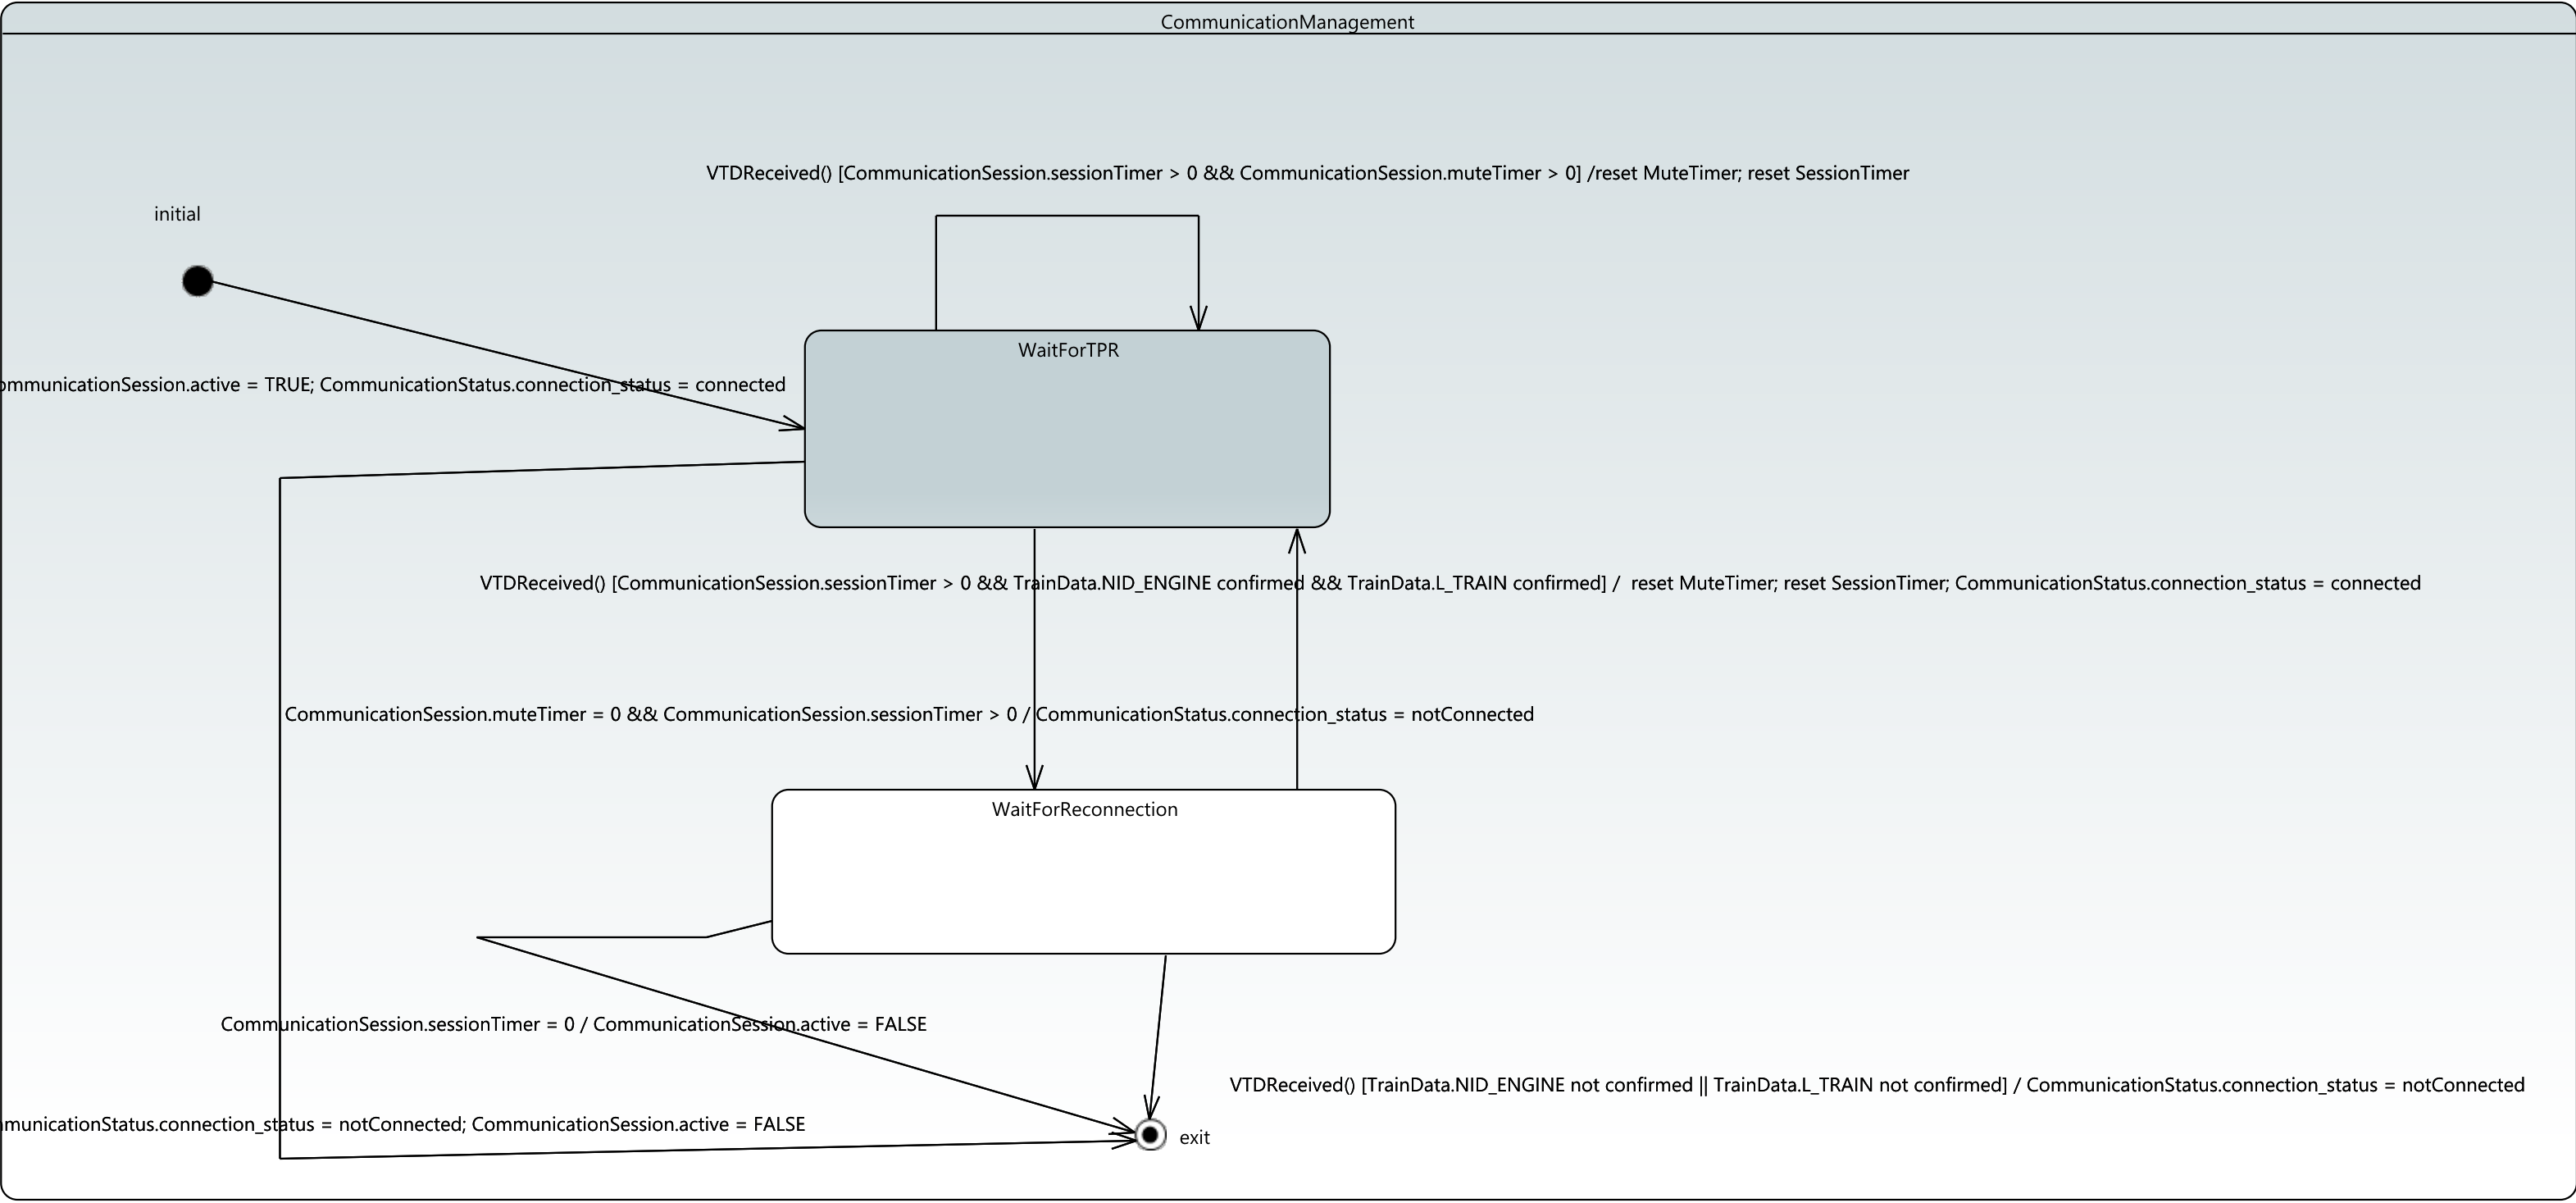 CommunicationManagement
VTDReceived() [CommunicationSession.sessionTimer > 0 && CommunicationSession.muteTimer > 0] /reset MuteTimer; reset SessionTimer
initial
WaitForTPR
ommunicationSession.active = TRUE; CommunicationStatus.connection_status = connected
VTDReceived() [CommunicationSession.sessionTimer > 0 && TrainData.NID_ENGINE confirmed && TrainData.L_TRAIN confirmed] /  reset MuteTimer; reset SessionTimer; CommunicationStatus.connection_status = connected
CommunicationSession.muteTimer = 0 && CommunicationSession.sessionTimer > 0 / CommunicationStatus.connection_status = notConnected
WaitForReconnection
CommunicationSession.sessionTimer = 0 / CommunicationSession.active = FALSE
VTDReceived() [TrainData.NID_ENGINE not confirmed || TrainData.L_TRAIN not confirmed] / CommunicationStatus.connection_status = notConnected
municationStatus.connection_status = notConnected; CommunicationSession.active = FALSE
exit